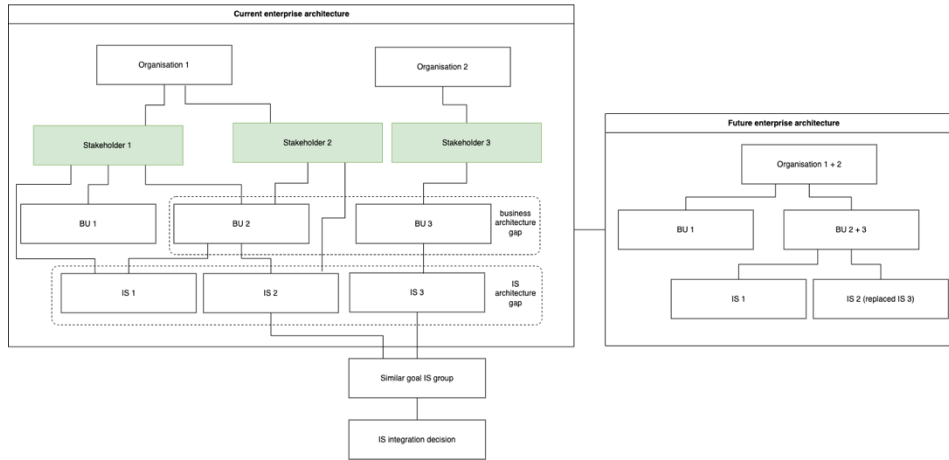 Current enterprise architecture
Organisation 1
Organisation 2
Stakeholder 1
Stakeholder 2
Stakeholder 3
BU 1
BU 2
BU 3
business
architecture
gap
IS 1
IS 2
IS 3
IS
architecture
gap
Similar goal IS group
IS integration decision
Future enterprise architecture
Organisation 1 + 2
BU 1
BU 2 + 3
IS 1
IS 2 (replaced IS 3)